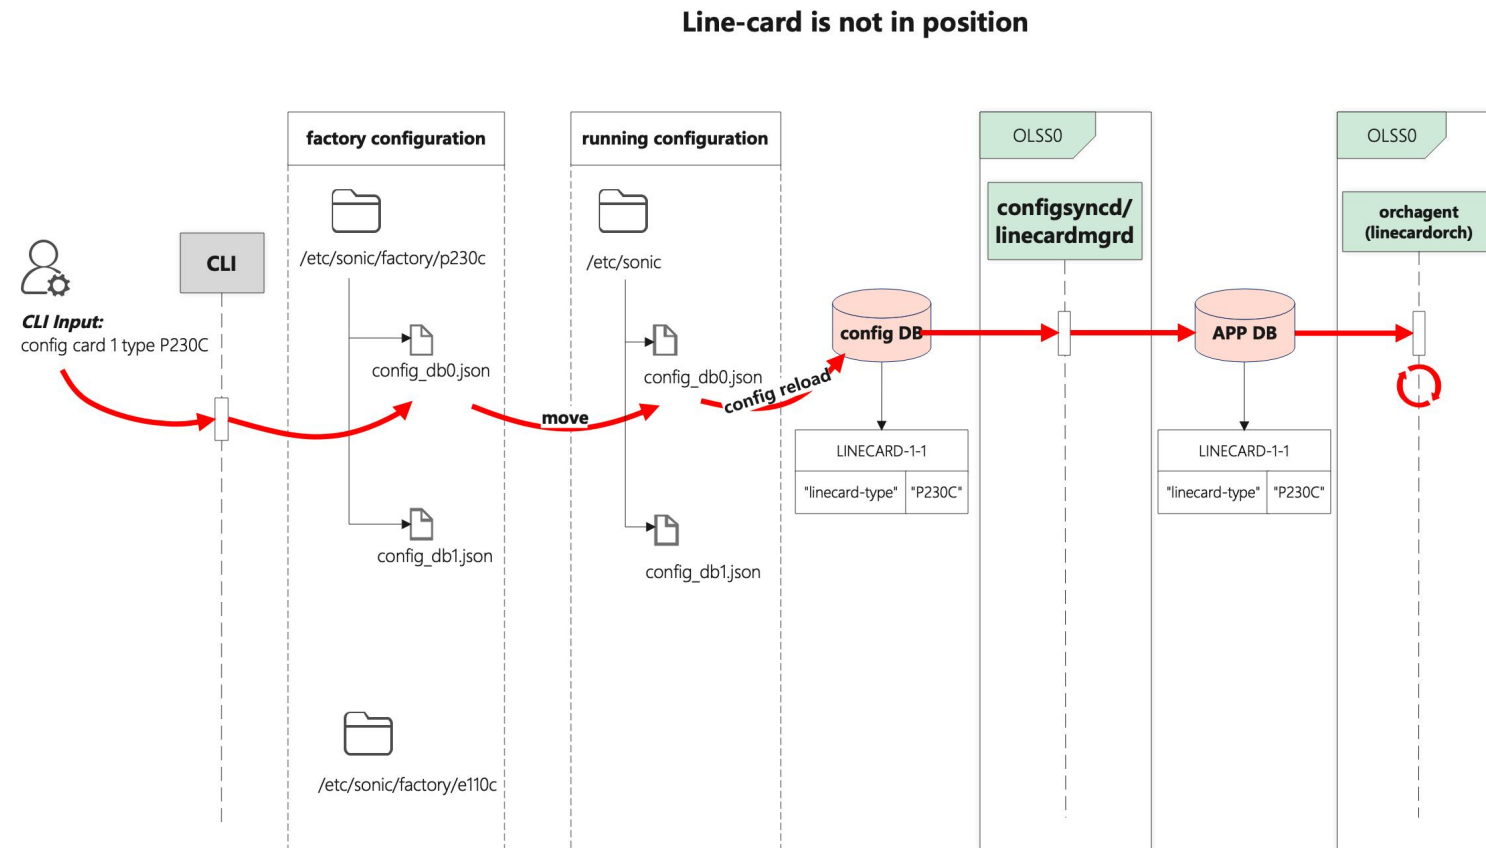 Line-card is not in position
factory configuration
running configuration
OLSS0
OLSS0
configsyncd/
linecardmgrd
orchagent
(linecardorch)
CLI
/etc/sonic/factory/p230c
/etc/sonic
CLI Input:
config card 1 type P230C
config DB
APP DB
config_db0.json
config_db0.json
config reload
move
LINECARD-1-1
"linecard-type"
"P230C"
LINECARD-1-1
"linecard-type"
"P230C"
config_db1.json
config_db1.json
/etc/sonic/factory/e110c